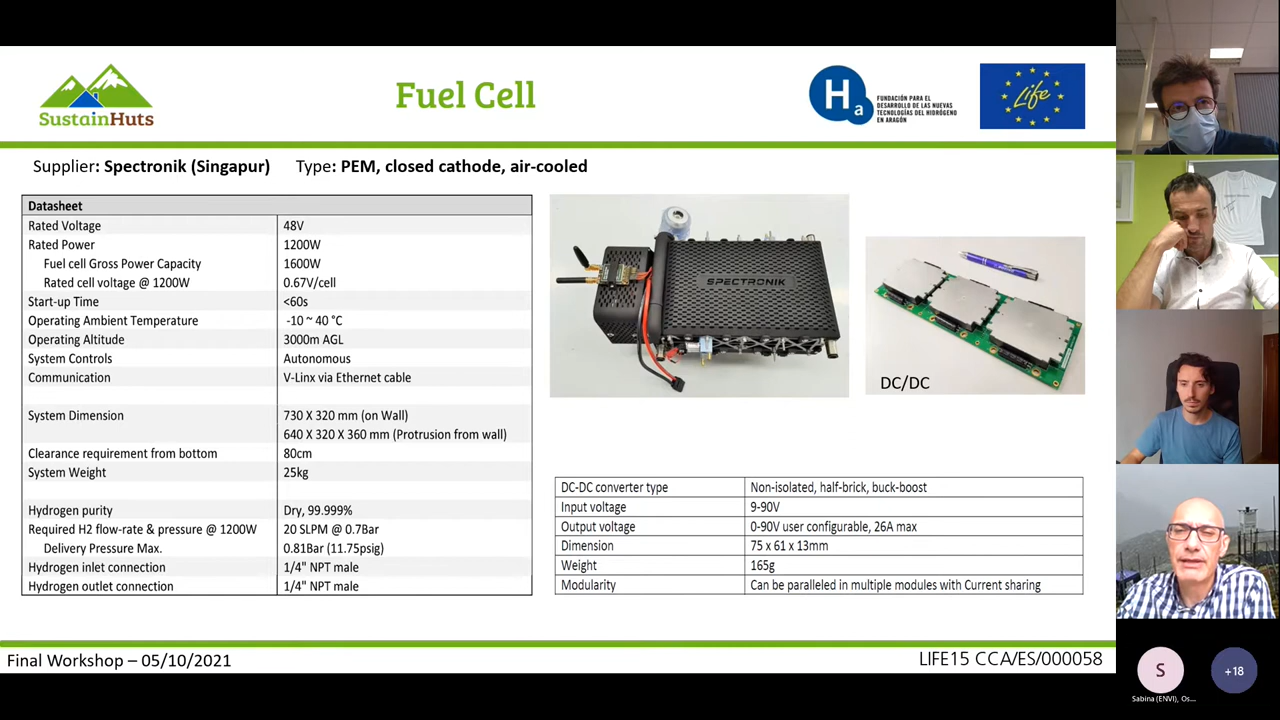 SustainHuts
Fuel Cell
Ha
FUNDACIÓN PARA EL
DESARROLLO DE LAS NUEVAS
TECNOLOGÍAS DEL HIDRÓGENO
EN ARAGÓN
Life
Supplier: Spectronik (Singapur) Type: PEM, closed cathode, air-cooled
Datasheet
Rated Voltage 48V
Rated Power 1200W
Fuel cell Gross Power Capacity 1600W
Rated cell voltage @ 1200W 0.67V/cell
Start-up Time <60s
Operating Ambient Temperature -10 ~ 40 °C
Operating Altitude 3000m AGL
System Controls Autonomous
Communication V-Linx via Ethernet cable
System Dimension 730 X 320 mm (on Wall)
640 X 320 X 360 mm (Protrusion from wall)
Clearance requirement from bottom 80cm
System Weight 25kg
Hydrogen purity Dry, 99.999%
Required H2 flow-rate & pressure @ 1200W 20 SLPM @ 0.7Bar
Delivery Pressure Max. 0.81Bar (11.75psig)
Hydrogen inlet connection 1/4" NPT male
Hydrogen outlet connection 1/4" NPT male
SPECTRONIK
DC/DC
DC-DC converter type Non-isolated, half-brick, buck-boost
Input voltage 9-90V
Output voltage 0-90V user configurable, 26A max
Dimension 75 x 61 x 13mm
Weight 165g
Modularity Can be paralleled in multiple modules with Current sharing
Final Workshop – 05/10/2021
LIFE15 CCA/ES/000058
S
+18
Sabina (ENVI), Os...